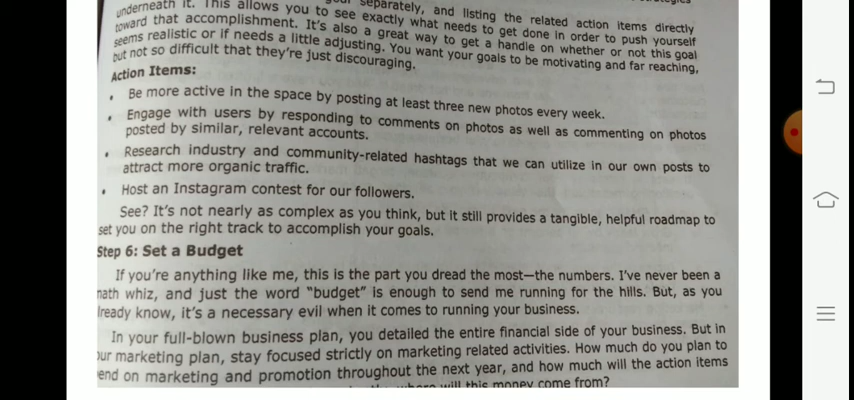 separately, and listing the related action items directly
underneath it. This allows you to see exactly what needs to get done in order to push yourself
toward that accomplishment. It's also a great way to get a handle on whether or not this goal
seems realistic or if needs a little adjusting. You want your goals to be motivating and far reaching,
but not so difficult that they're just discouraging.
Action Items:
• Be more active in the space by posting at least three new photos every week.
• Engage with users by responding to comments on photos as well as commenting on photos
posted by similar, relevant accounts.
• Research industry and community-related hashtags that we can utilize in our own posts to
attract more organic traffic.
• Host an Instagram contest for our followers.
See? It's not nearly as complex as you think, but it still provides a tangible, helpful roadmap to
set you on the right track to accomplish your goals.
Step 6: Set a Budget
If you're anything like me, this is the part you dread the most—the numbers. I've never been a
math whiz, and just the word "budget" is enough to send me running for the hills. But, as you
lready know, it's a necessary evil when it comes to running your business.
In your full-blown business plan, you detailed the entire financial side of your business. But in
our marketing plan, stay focused strictly on marketing related activities. How much do you plan to
end on marketing and promotion throughout the next year, and how much will the action items
where will this money come from?